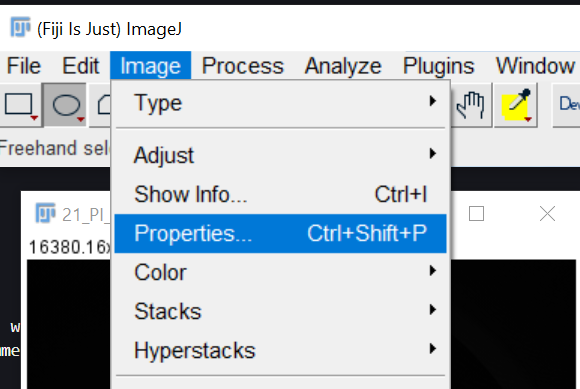 (Fiji Is Just) ImageJ
File Edit Image Process Analyze Plugins Window
Type
Dev
Adjust
Freehand sel
Show Info... Ctrl+I
21_PI_
Properties... Ctrl+Shift+P
16380.16x
Color
Stacks
w
Hyperstacks
me